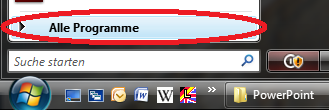 Alle Programme
Suche starten
W
PowerPoint